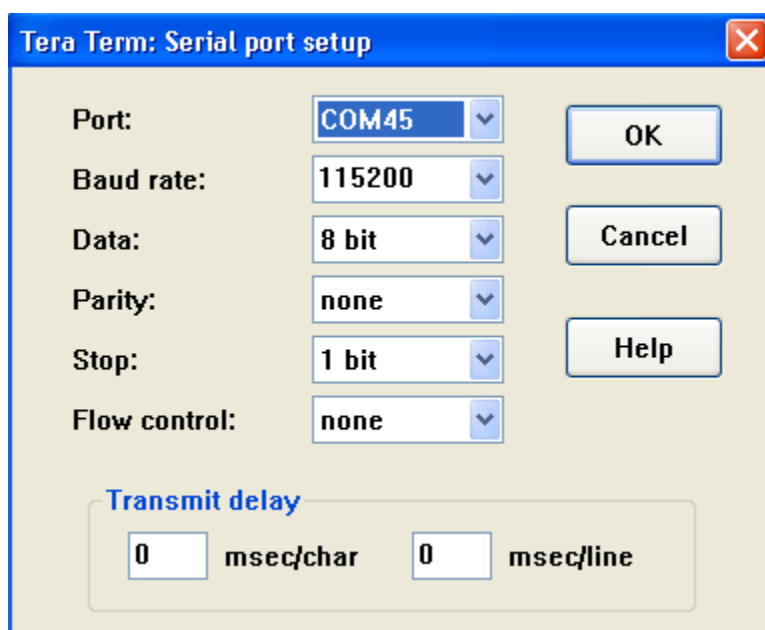 Tera Term: Serial port setup
Port: COM45 OK
Baud rate: 115200
Data: 8 bit Cancel
Parity: none
Stop: 1 bit Help
Flow control: none
Transmit delay
0 msec/char 0 msec/line